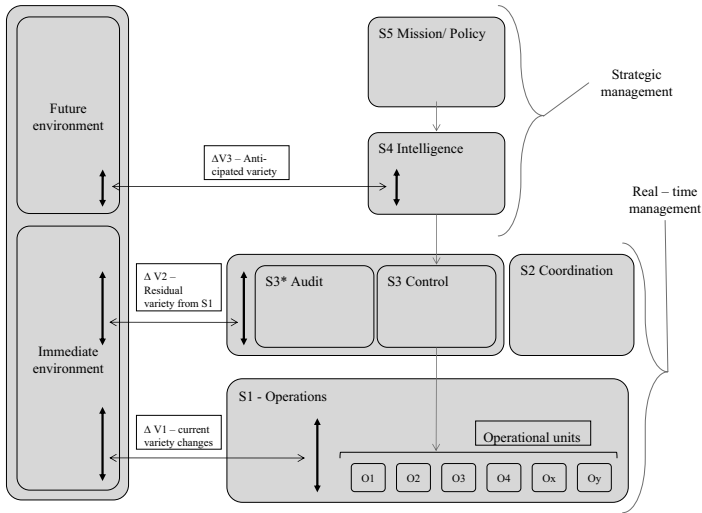 S5 Mission/ Policy
Strategic
management
Future
environment
S4 Intelligence
ΔV3 – Anti-
cipated variety
Real – time
management
S3* Audit
S3 Control
S2 Coordination
Δ V2 –
Residual
variety from S1
Immediate
environment
S1 - Operations
Δ V1 – current
variety changes
Operational units
O1
O2
O3
O4
Ox
Oy